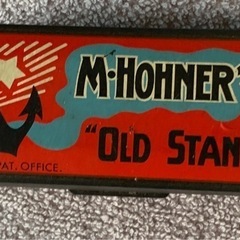 M·HOHNER'S
"OLD STAN
PAT. OFFICE.